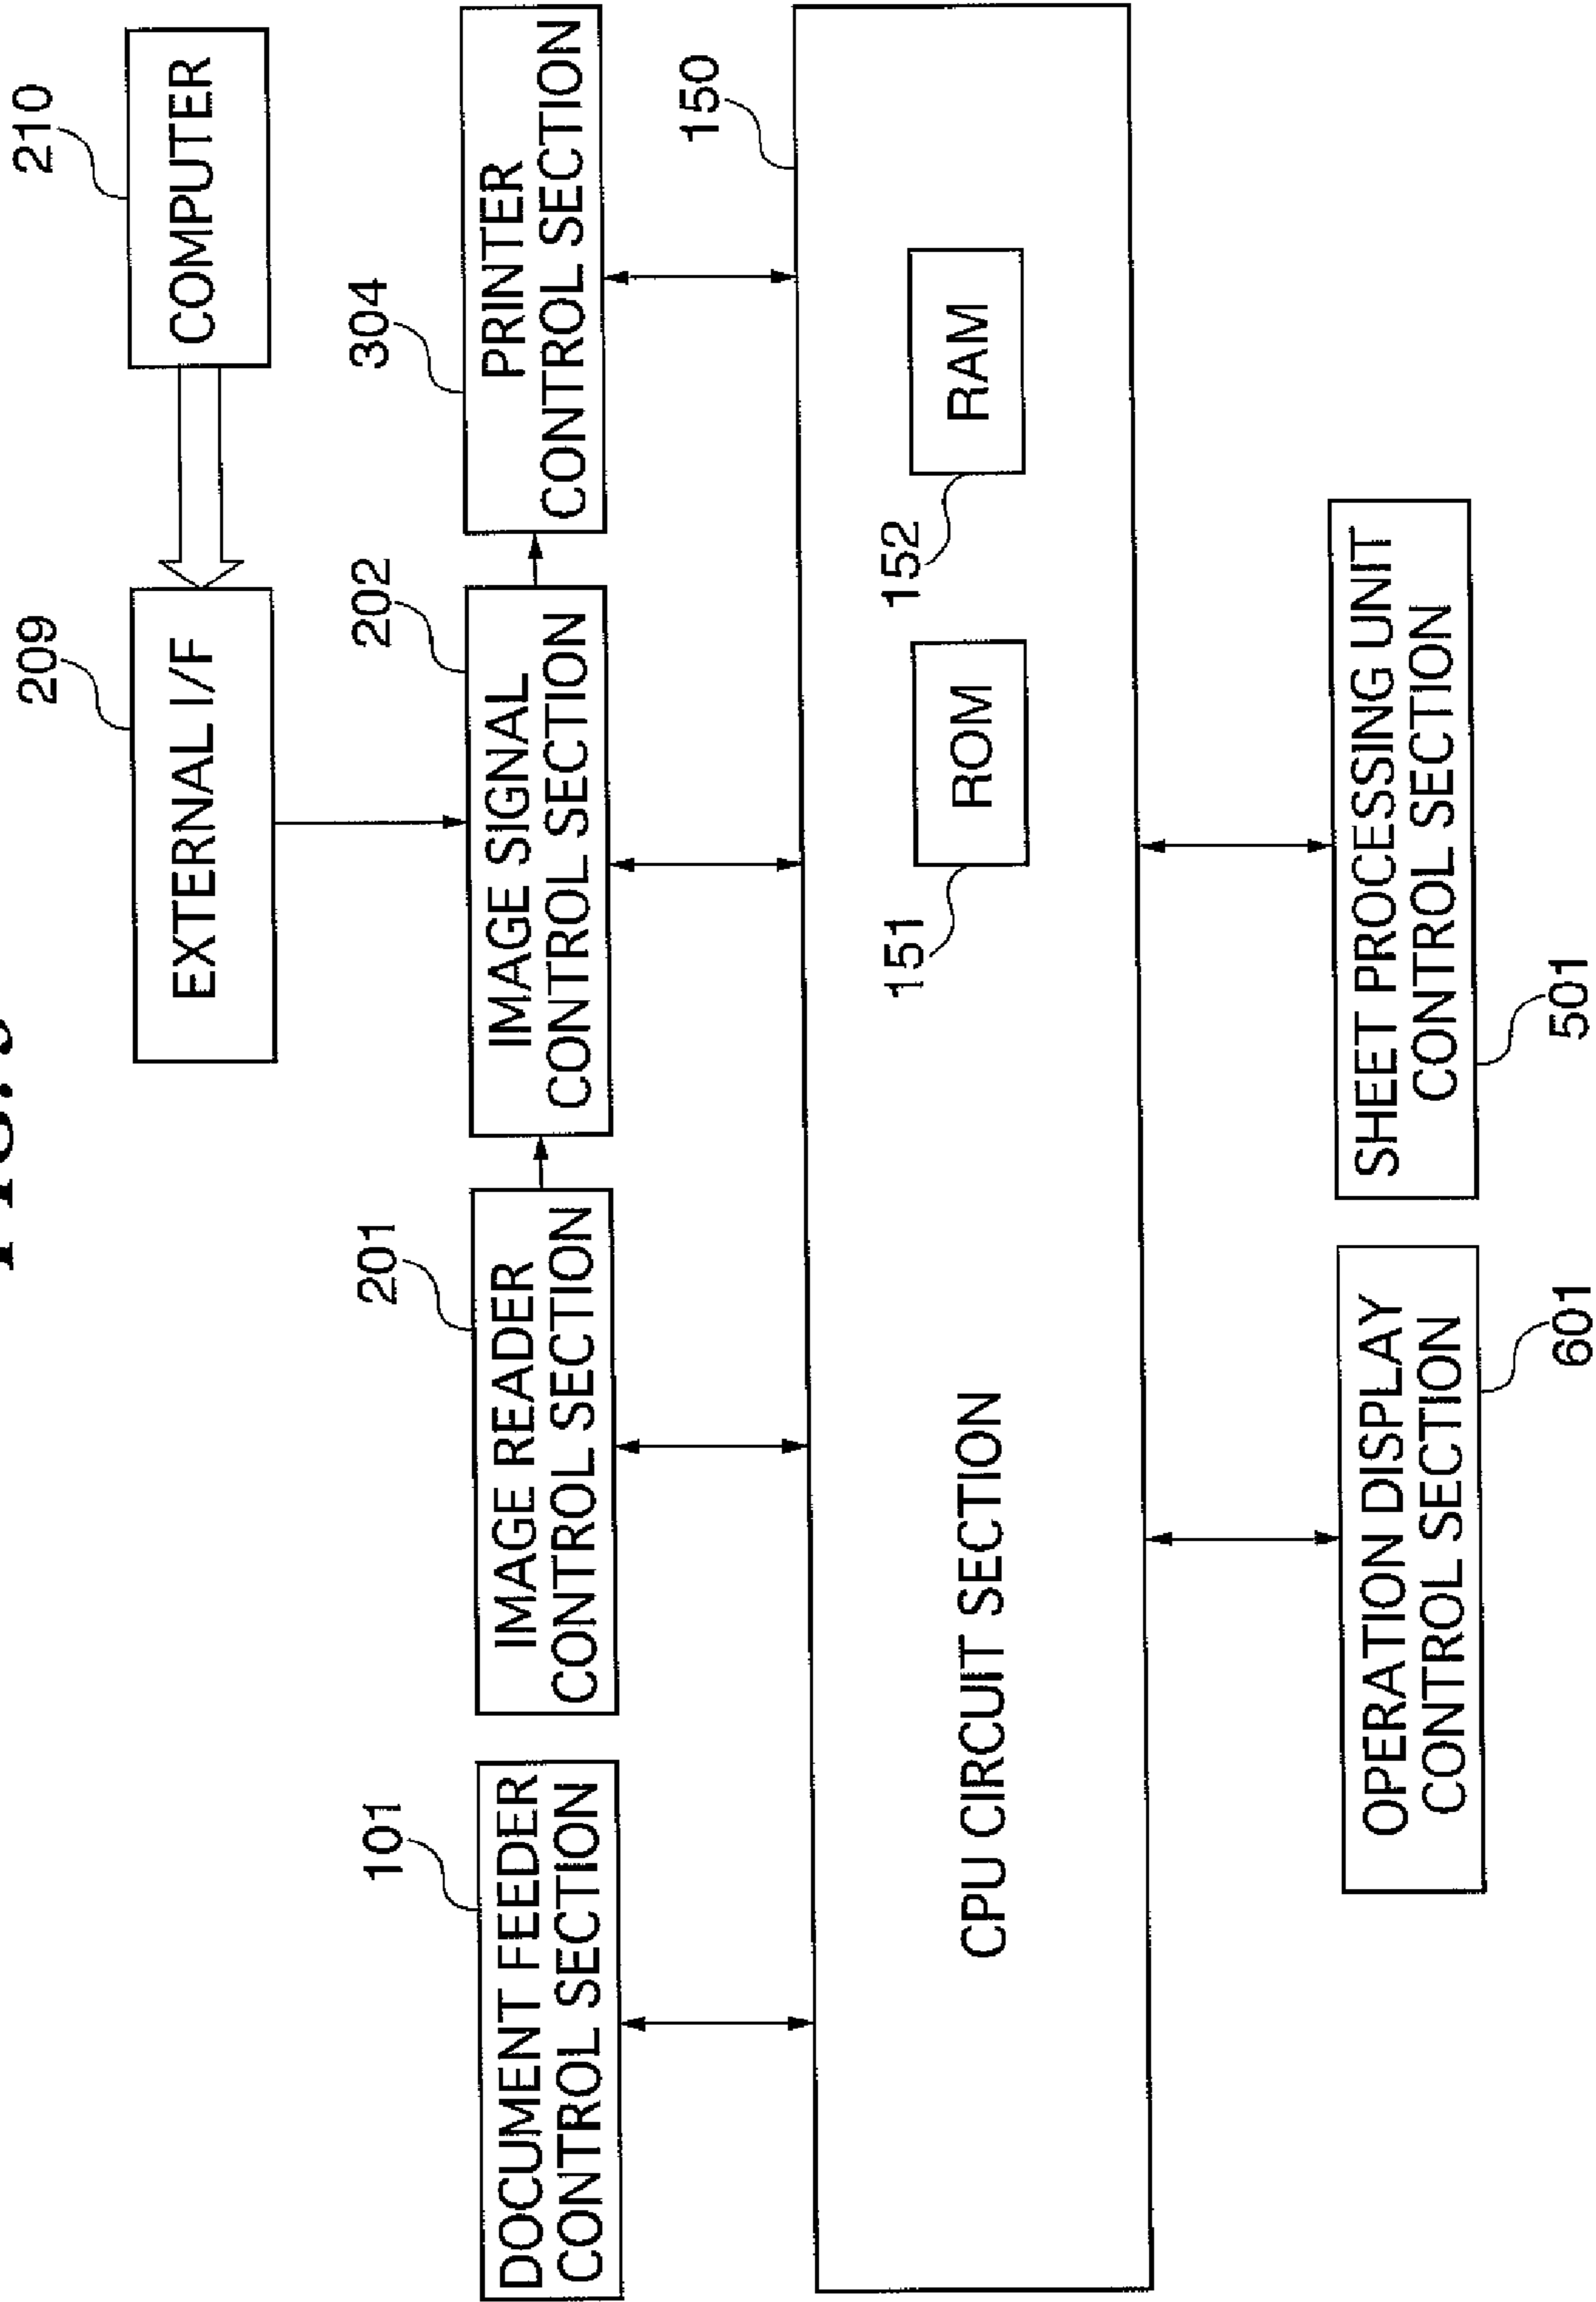 210
209
COMPUTER
EXTERNAL I/F
304
202
201
101
PRINTER
CONTROL SECTION
IMAGE SIGNAL
CONTROL SECTION
IMAGE READER
CONTROL SECTION
DOCUMENT FEEDER
CONTROL SECTION
150
152
RAM
151
ROM
CPU CIRCUIT SECTION
SHEET PROCESSING UNIT
CONTROL SECTION
501
OPERATION DISPLAY
CONTROL SECTION
601